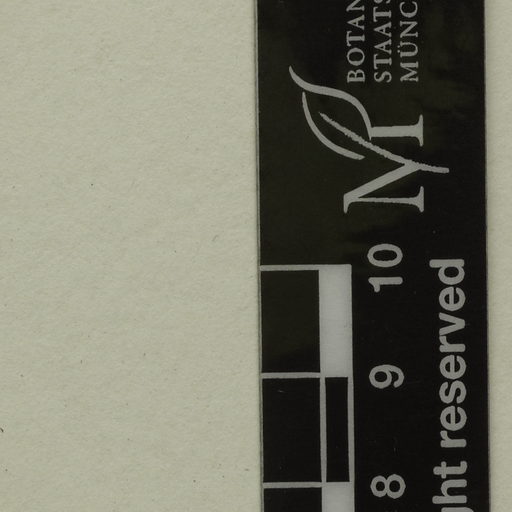 BOTAN
STAATS
MÜNC
M
8 9 10
ght reserved